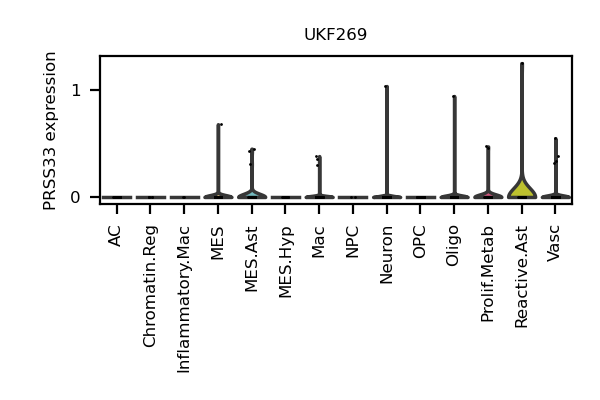 UKF269
PRSS33 expression
1
0
AC
Chromatin.Reg
Inflammatory.Mac
MES
MES.Ast
MES.Hyp
Mac
NPC
Neuron
OPC
Oligo
Prolif.Metab
Reactive.Ast
Vasc